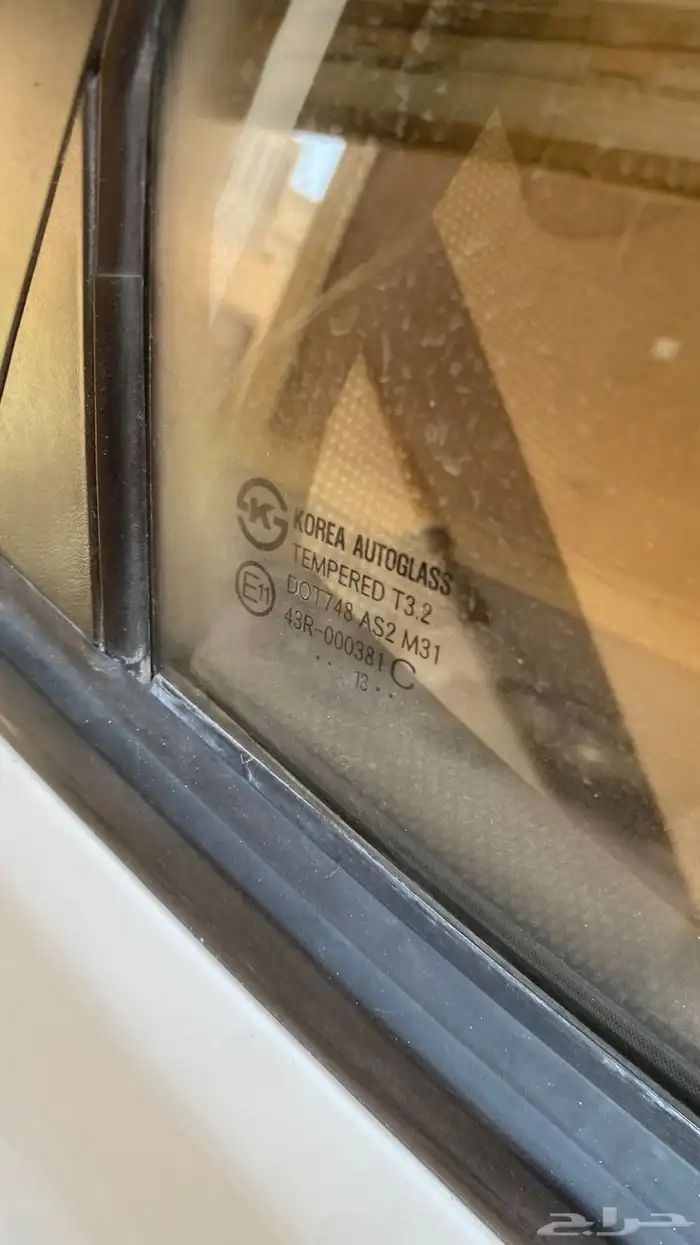 K
KOREA AUTOGLASS
TEMPERED T3.2
E11
DOT748 AS2 M31
43R-000381 C
. . 13 . .
حراج